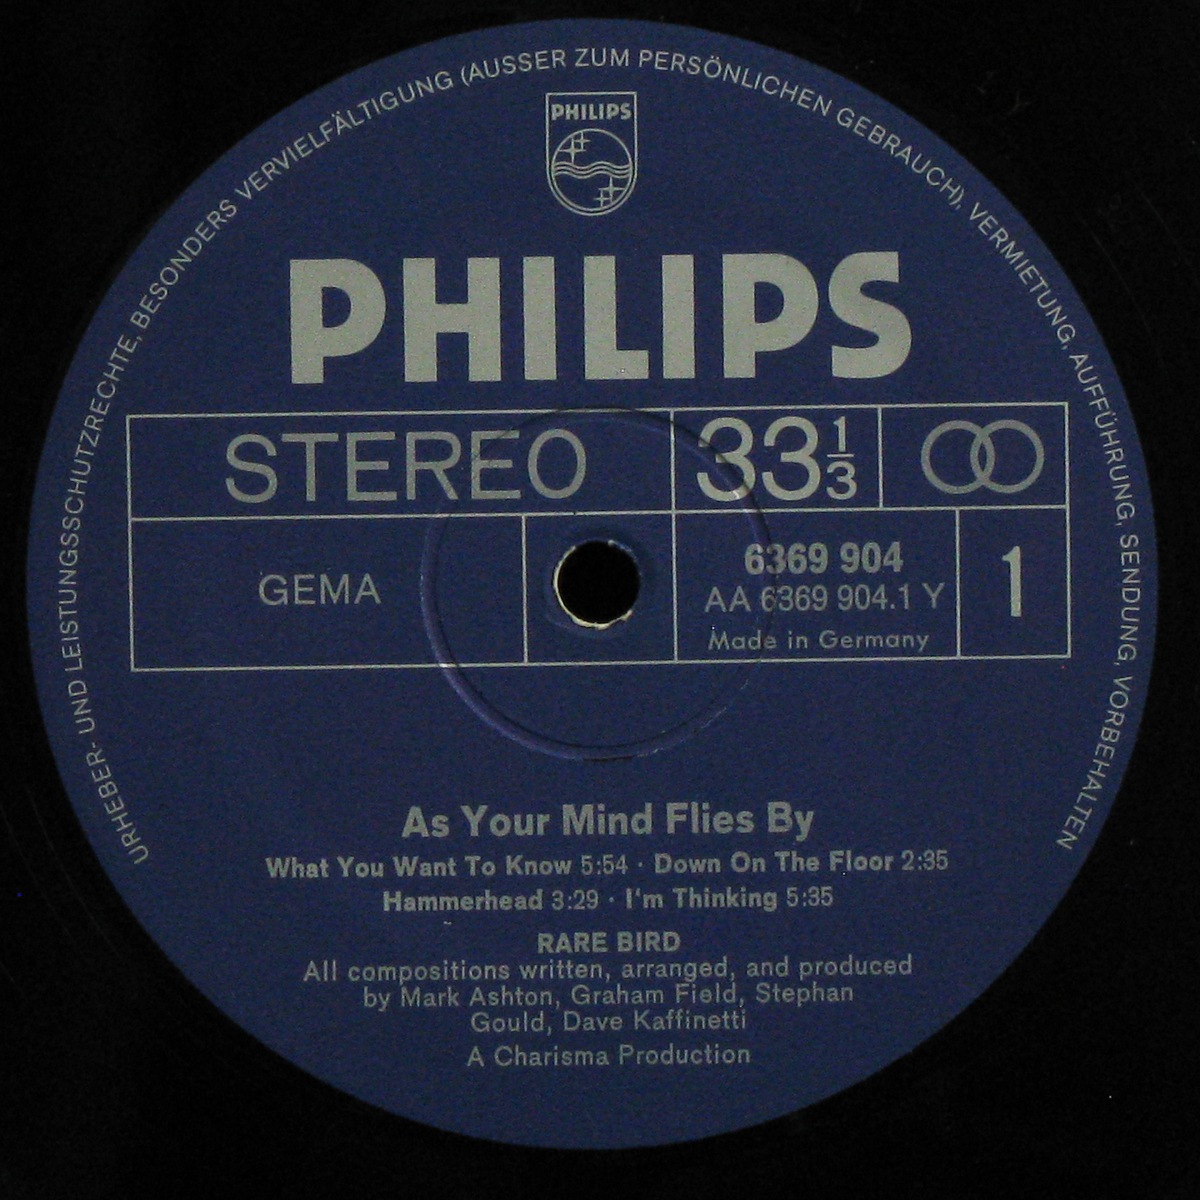 URHEBER- UND LEISTUNGSSCHUTZRECHTE, BESONDERS VERVIELFÄLTIGUNG (AUSSER ZUM PERSÖNLICHEN GEBRAUCH), VERMIETUNG, AUFFÜHRUNG, SENDUNG, VORBEHALTEN
PHILIPS
PHILIPS
STEREO 33 1/3
GEMA
6369 904
AA 6369 904.1 Y
Made in Germany
1
As Your Mind Flies By
What You Want To Know 5:54 · Down On The Floor 2:35
Hammerhead 3:29 · I'm Thinking 5:35
RARE BIRD
All compositions written, arranged, and produced
by Mark Ashton, Graham Field, Stephan
Gould, Dave Kaffinetti
A Charisma Production